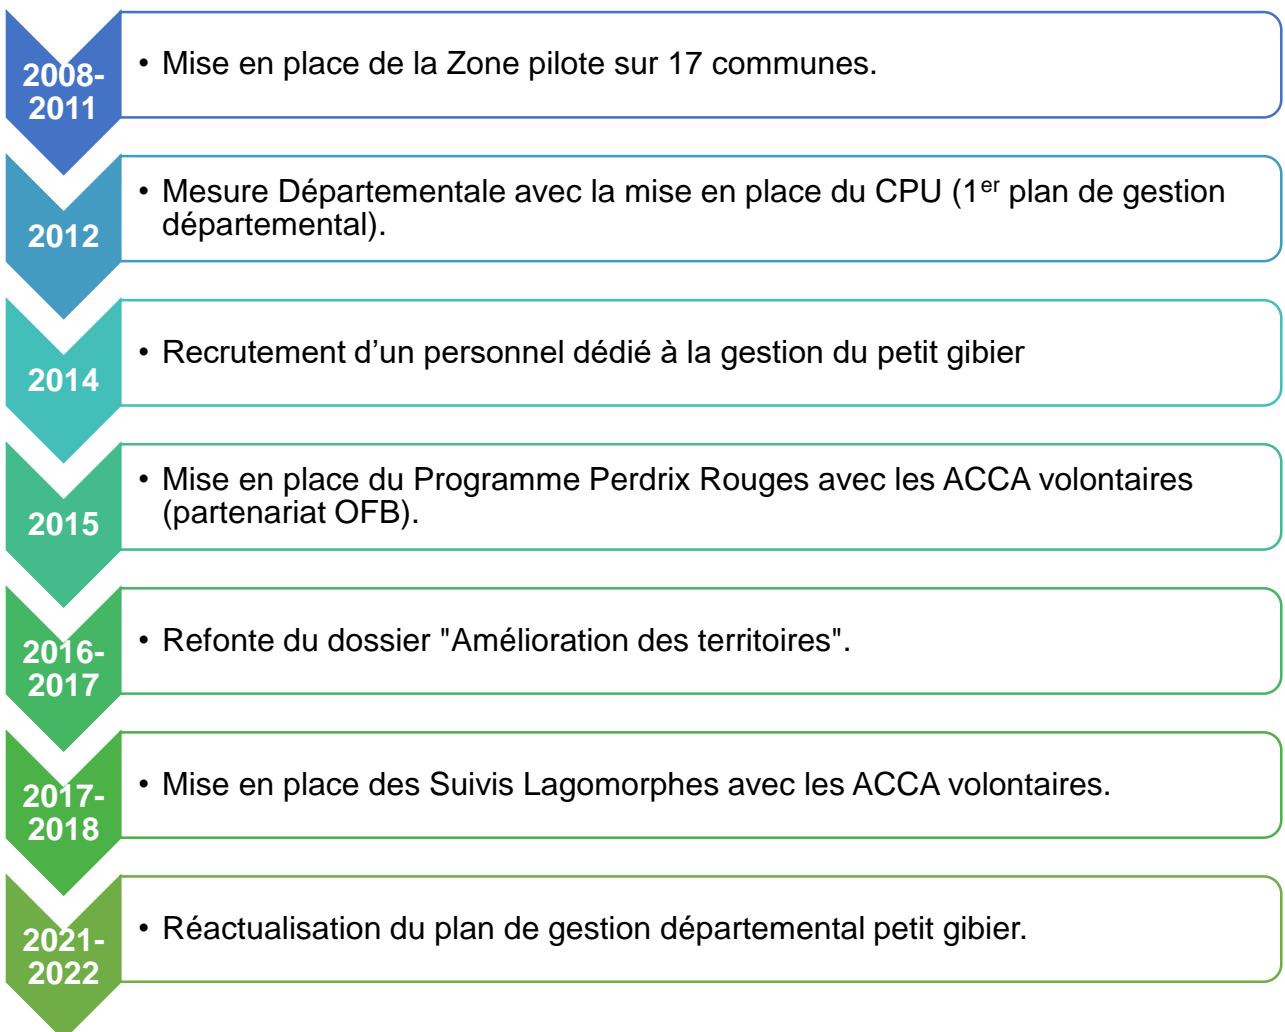 2008-
2011
• Mise en place de la Zone pilote sur 17 communes.
2012
• Mesure Départementale avec la mise en place du CPU (1er plan de gestion
départemental).
2014
• Recrutement d’un personnel dédié à la gestion du petit gibier
2015
• Mise en place du Programme Perdrix Rouges avec les ACCA volontaires
(partenariat OFB).
2016-
2017
• Refonte du dossier "Amélioration des territoires".
2017-
2018
• Mise en place des Suivis Lagomorphes avec les ACCA volontaires.
2021-
2022
• Réactualisation du plan de gestion départemental petit gibier.